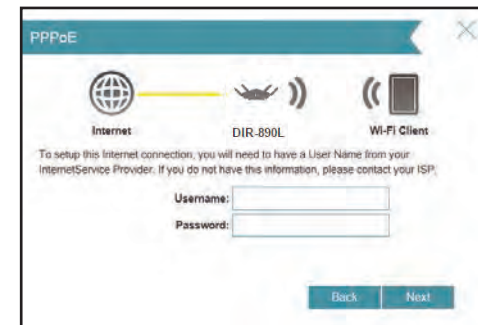 PPPoE
Internet
DIR-890L
Wi-Fi Client
To setup this Internet connection, you will need to have a User Name from your
InternetService Provider. If you do not have this information, please contact your ISP.
Username:
Password:
Back
Next